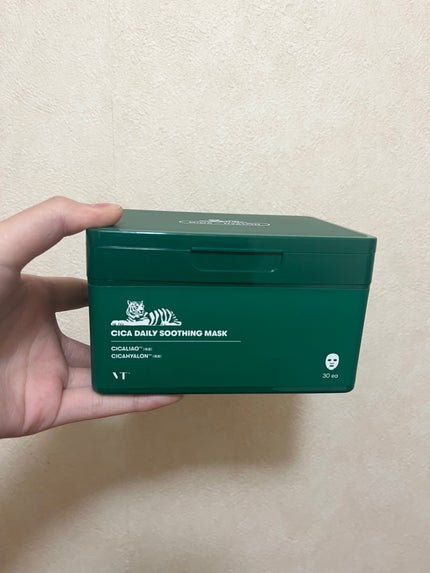 CICA DAILY SOOTHING MASK
CICALIAO™
CICAHYALON™
VT
30 ea